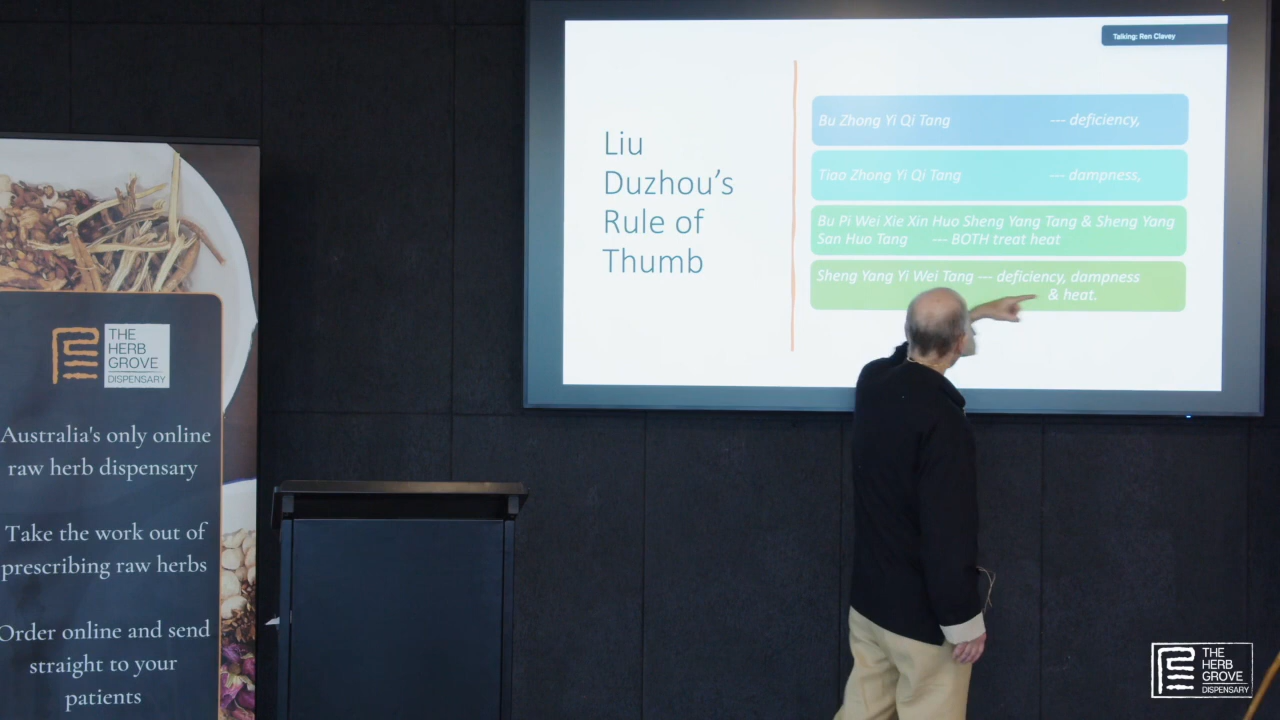 Talking: Ren Clavey
Liu
Duzhou's
Rule of
Thumb
Bu Zhong Yi Qi Tang --- deficiency,
Tiao Zhong Yi Qi Tang --- dampness,
Bu Pi Wei Xie Xin Huo Sheng Yang Tang & Sheng Yang
San Huo Tang --- BOTH treat heat
Sheng Yang Yi Wei Tang --- deficiency, dampness
& heat.
THE
HERB
GROVE
DISPENSARY
Australia's only online
raw herb dispensary
Take the work out of
prescribing raw herbs
Order online and send
straight to your
patients
THE
HERB
GROVE
DISPENSARY